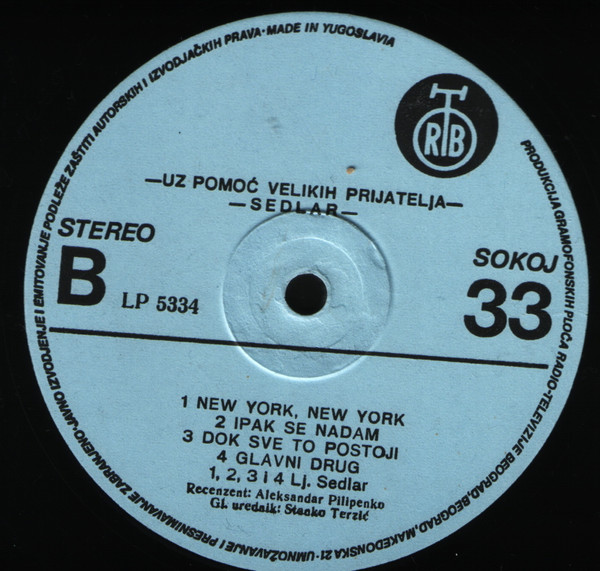 UMNOŽAVANJE I PRESNIMAVANJE ZABRANJENO·JAVNO IZVODJENJE I EMITOVANJE PODLEŽE ZAŠTITI AUTORSKIH I IZVODJAČKIH PRAVA·MADE IN YUGOSLAVIA
RTB
PRODUKCIJA GRAMOFONSKIH PLOČA RADIO-TELEVIZIJE BEOGRAD, BEOGRAD, MAKEDONSKA 21·
—UZ POMOĆ VELIKIH PRIJATELJA—
—SEDLAR—
STEREO
B LP 5334
SOKOJ
33
1 NEW YORK, NEW YORK
2 IPAK SE NADAM
3 DOK SVE TO POSTOJI
4 GLAVNI DRUG
1, 2, 3 i 4 Lj. Sedlar
Recenzent: Aleksandar Pilipenko
Gl. urednik: Stanko Terzić